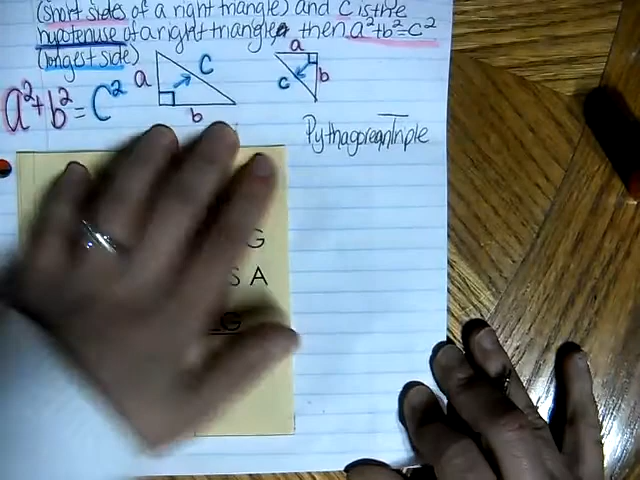 (Short sides of a right triangle) and c is the
hypotenuse of a right triangle, then a²+b²=c²
(longest side)
a
c
b
a
c
b
a²+b²=c²
Pythagorean Triple
G
S A
G